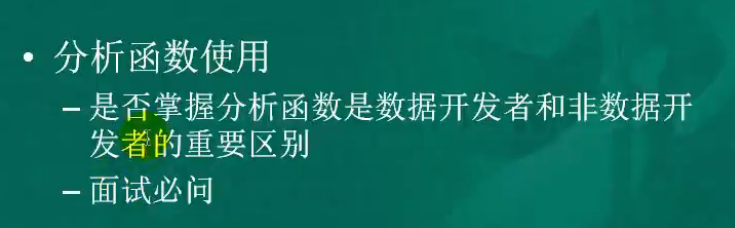 • 分析函数使用
– 是否掌握分析函数是数据开发者和非数据开
发者的重要区别
– 面试必问